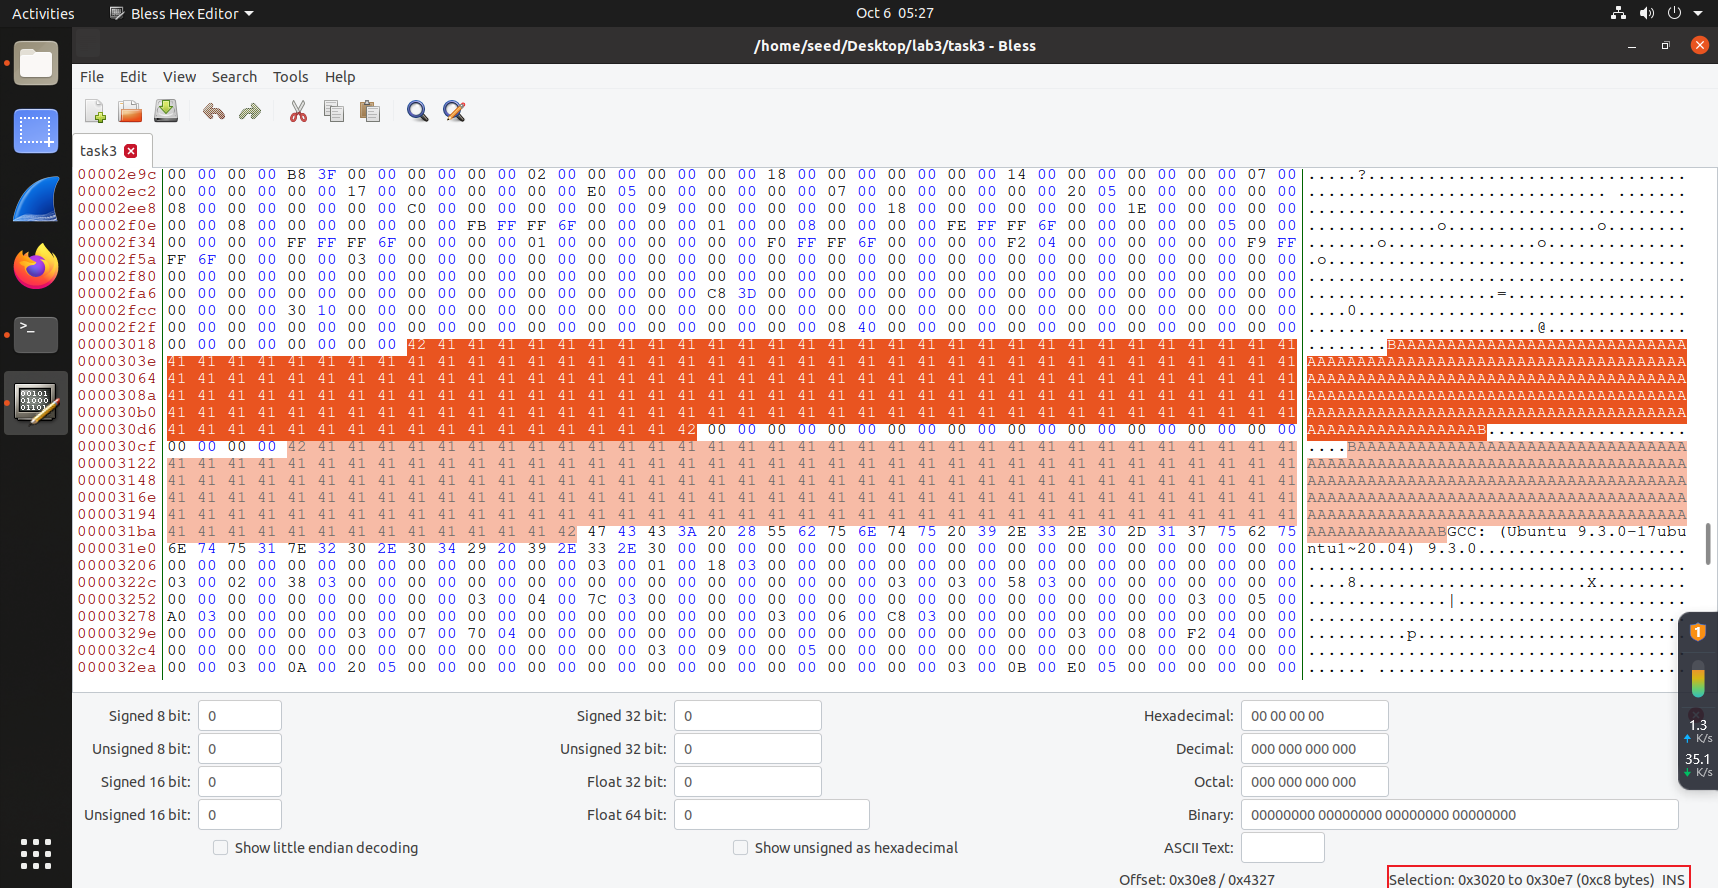 Activities Bless Hex Editor Oct 6 05:27
/home/seed/Desktop/lab3/task3 - Bless
File Edit View Search Tools Help
task3
00002e9c 00 00 00 00 B8 3F 00 00 00 00 00 00 02 00 00 00 00 00 00 00 18 00 00 00 00 00 00 00 14 00 00 00 00 00 00 00 07 00 .....?................................
00002ec2 00 00 00 00 00 00 17 00 00 00 00 00 00 00 E0 05 00 00 00 00 00 00 07 00 00 00 00 00 00 00 20 05 00 00 00 00 00 00 ..............................
00002ee8 08 00 00 00 00 00 00 00 C0 00 00 00 00 00 00 00 09 00 00 00 00 00 00 00 18 00 00 00 00 00 00 00 1E 00 00 00 00 00 ......................................
00002f0e 00 00 08 00 00 00 00 00 00 00 FB FF FF 6F 00 00 00 00 01 00 00 08 00 00 00 00 FE FF FF 6F 00 00 00 00 00 05 00 00 .............o...............o........
00002f34 00 00 00 00 FF FF FF 6F 00 00 00 00 01 00 00 00 00 00 00 00 F0 FF FF 6F 00 00 00 00 F2 04 00 00 00 00 00 00 F9 FF .......o...............o..............
00002f5a FF 6F 00 00 00 00 03 00 00 00 00 00 00 00 00 00 00 00 00 00 00 00 00 00 00 00 00 00 00 00 00 00 00 00 00 00 00 00 .o....................................
00002f80 00 00 00 00 00 00 00 00 00 00 00 00 00 00 00 00 00 00 00 00 00 00 00 00 00 00 00 00 00 00 00 00 00 00 00 00 00 00 ......................................
00002fa6 00 00 00 00 00 00 00 00 00 00 00 00 00 00 00 00 00 00 C8 3D 00 00 00 00 00 00 00 00 00 00 00 00 00 00 00 00 00 00 ...................=..................
00002fcc 00 00 00 00 30 10 00 00 00 00 00 00 00 00 00 00 00 00 00 00 00 00 00 00 00 00 00 00 00 00 00 00 00 00 00 00 00 00 ....0.................................
00002f2f 00 00 00 00 00 00 00 00 00 00 00 00 00 00 00 00 00 00 00 00 00 00 08 40 00 00 00 00 00 00 00 00 00 00 00 00 00 00 .......................@..............
00003018 00 00 00 00 00 00 00 00 42 41 41 41 41 41 41 41 41 41 41 41 41 41 41 41 41 41 41 41 41 41 41 41 41 41 41 41 41 41 ........BAAAAAAAAAAAAAAAAAAAAAAAAAAAAA
0000303e 41 41 41 41 41 41 41 41 41 41 41 41 41 41 41 41 41 41 41 41 41 41 41 41 41 41 41 41 41 41 41 41 41 41 41 41 41 41 AAAAAAAAAAAAAAAAAAAAAAAAAAAAAAAAAAAAAA
00003064 41 41 41 41 41 41 41 41 41 41 41 41 41 41 41 41 41 41 41 41 41 41 41 41 41 41 41 41 41 41 41 41 41 41 41 41 41 41 AAAAAAAAAAAAAAAAAAAAAAAAAAAAAAAAAAAAAA
0000308a 41 41 41 41 41 41 41 41 41 41 41 41 41 41 41 41 41 41 41 41 41 41 41 41 41 41 41 41 41 41 41 41 41 41 41 41 41 41 AAAAAAAAAAAAAAAAAAAAAAAAAAAAAAAAAAAAAA
000030b0 41 41 41 41 41 41 41 41 41 41 41 41 41 41 41 41 41 41 41 41 41 41 41 41 41 41 41 41 41 41 41 41 41 41 41 41 41 41 AAAAAAAAAAAAAAAAAAAAAAAAAAAAAAAAAAAAAA
000030d6 41 41 41 41 41 41 41 41 41 41 41 41 41 41 41 41 41 42 00 00 00 00 00 00 00 00 00 00 00 00 00 00 00 00 00 00 00 00 AAAAAAAAAAAAAAAAAB....................
000030cf 00 00 00 00 42 41 41 41 41 41 41 41 41 41 41 41 41 41 41 41 41 41 41 41 41 41 41 41 41 41 41 41 41 41 41 41 41 41 ....BAAAAAAAAAAAAAAAAAAAAAAAAAAAAAAAAA
00003122 41 41 41 41 41 41 41 41 41 41 41 41 41 41 41 41 41 41 41 41 41 41 41 41 41 41 41 41 41 41 41 41 41 41 41 41 41 41 AAAAAAAAAAAAAAAAAAAAAAAAAAAAAAAAAAAAAA
00003148 41 41 41 41 41 41 41 41 41 41 41 41 41 41 41 41 41 41 41 41 41 41 41 41 41 41 41 41 41 41 41 41 41 41 41 41 41 41 AAAAAAAAAAAAAAAAAAAAAAAAAAAAAAAAAAAAAA
0000316e 41 41 41 41 41 41 41 41 41 41 41 41 41 41 41 41 41 41 41 41 41 41 41 41 41 41 41 41 41 41 41 41 41 41 41 41 41 41 AAAAAAAAAAAAAAAAAAAAAAAAAAAAAAAAAAAAAA
00003194 41 41 41 41 41 41 41 41 41 41 41 41 41 41 41 41 41 41 41 41 41 41 41 41 41 41 41 41 41 41 41 41 41 41 41 41 41 41 AAAAAAAAAAAAAAAAAAAAAAAAAAAAAAAAAAAAAA
000031ba 41 41 41 41 41 41 41 41 41 41 41 41 41 42 47 43 43 3A 20 28 55 62 75 6E 74 75 20 39 2E 33 2E 30 2D 31 37 75 62 75 AAAAAAAAAAAAABGCC: (Ubuntu 9.3.0-17ubu
000031e0 6E 74 75 31 7E 32 30 2E 30 34 29 20 39 2E 33 2E 30 00 00 00 00 00 00 00 00 00 00 00 00 00 00 00 00 00 00 00 00 00 ntu1~20.04) 9.3.0.....................
00003206 00 00 00 00 00 00 00 00 00 00 00 00 00 00 03 00 01 00 18 03 00 00 00 00 00 00 00 00 00 00 00 00 00 00 00 00 00 00 ......................................
0000322c 03 00 02 00 38 03 00 00 00 00 00 00 00 00 00 00 00 00 00 00 00 00 00 00 03 00 03 00 58 03 00 00 00 00 00 00 00 00 ....8.......................X.........
00003252 00 00 00 00 00 00 00 00 00 00 03 00 04 00 7C 03 00 00 00 00 00 00 00 00 00 00 00 00 00 00 00 00 00 00 03 00 05 00 ..............|.......................
00003278 A0 03 00 00 00 00 00 00 00 00 00 00 00 00 00 00 00 00 00 00 03 00 06 00 C8 03 00 00 00 00 00 00 00 00 00 00 00 00 ......................................
0000329e 00 00 00 00 00 00 03 00 07 00 70 04 00 00 00 00 00 00 00 00 00 00 00 00 00 00 00 00 00 00 03 00 08 00 F2 04 00 00 ..........p...........................
000032c4 00 00 00 00 00 00 00 00 00 00 00 00 00 00 00 00 03 00 09 00 00 05 00 00 00 00 00 00 00 00 00 00 00 00 00 00 00 00 ......................................
000032ea 00 00 03 00 0A 00 20 05 00 00 00 00 00 00 00 00 00 00 00 00 00 00 00 00 00 00 03 00 0B 00 E0 05 00 00 00 00 00 00 ...... ...............................
Signed 8 bit: 0 Signed 32 bit: 0 Hexadecimal: 00 00 00 00
Unsigned 8 bit: 0 Unsigned 32 bit: 0 Decimal: 000 000 000 000
Signed 16 bit: 0 Float 32 bit: 0 Octal: 000 000 000 000
Unsigned 16 bit: 0 Float 64 bit: 0 Binary: 00000000 00000000 00000000 00000000
Show little endian decoding Show unsigned as hexadecimal ASCII Text:
Offset: 0x30e8 / 0x4327 Selection: 0x3020 to 0x30e7 (0xc8 bytes) INS
1
1.3
K/s
35.1
K/s